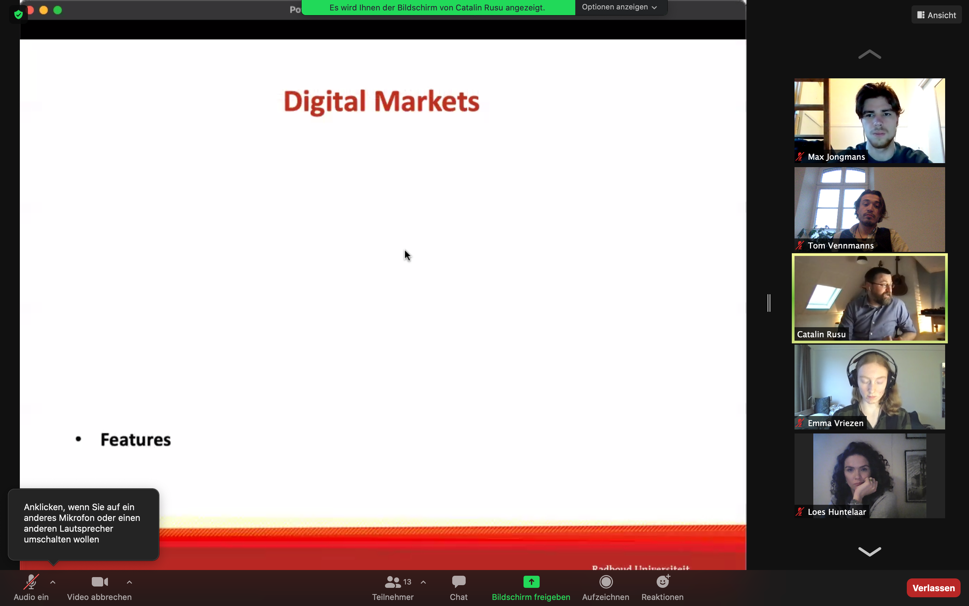 Po
Es wird Ihnen der Bildschirm von Catalin Rusu angezeigt.
Optionen anzeigen
Ansicht
Digital Markets
Max Jongmans
Tom Vennmanns
Catalin Rusu
Emma Vriezen
Loes Huntelaar
• Features
Anklicken, wenn Sie auf ein
anderes Mikrofon oder einen
anderen Lautsprecher
umschalten wollen
Radboud Universiteit
Audio ein
Video abbrechen
13
Teilnehmer
Chat
Bildschirm freigeben
Aufzeichnen
Reaktionen
Verlassen